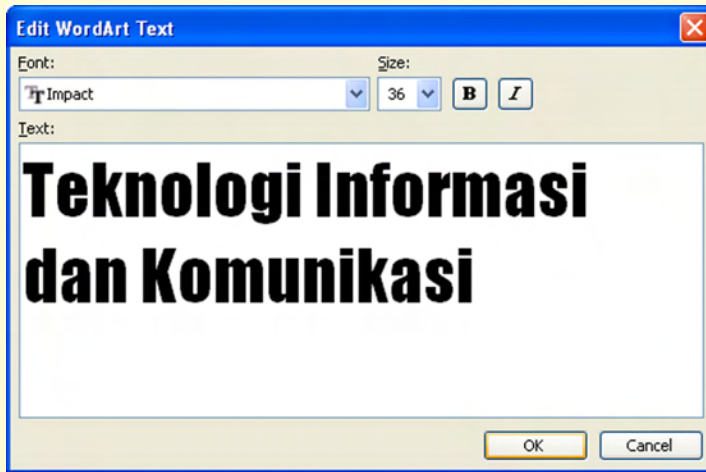 Edit WordArt Text
Font: Size:
Impact 36 B I
Text:
Teknologi Informasi
dan Komunikasi
OK Cancel